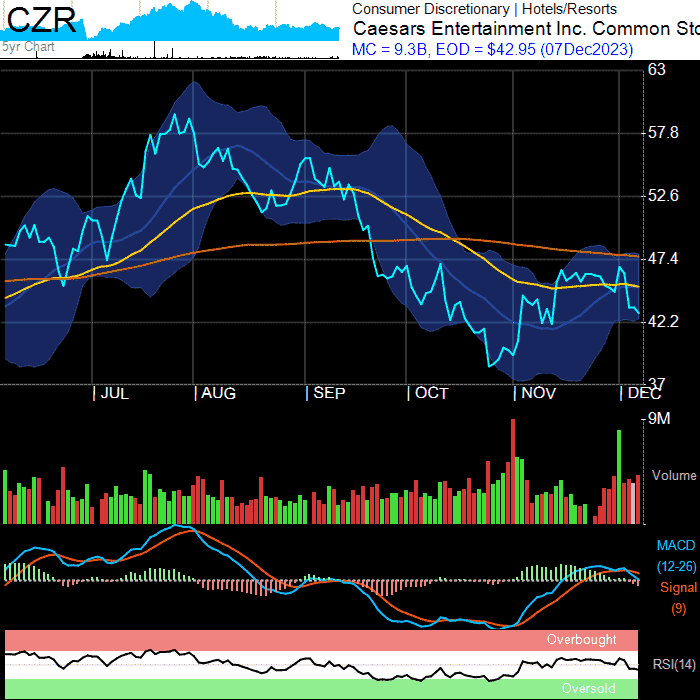 CZR
5yr Chart
Consumer Discretionary | Hotels/Resorts
Caesars Entertainment Inc. Common Sto
MC = 9.3B, EOD = $42.95 (07Dec2023)
63
57.8
52.6
47.4
42.2
37
| JUL | AUG | SEP | OCT | NOV | DEC
9M
Volume
MACD
(12-26)
Signal
(9)
Overbought
RSI(14)
Oversold